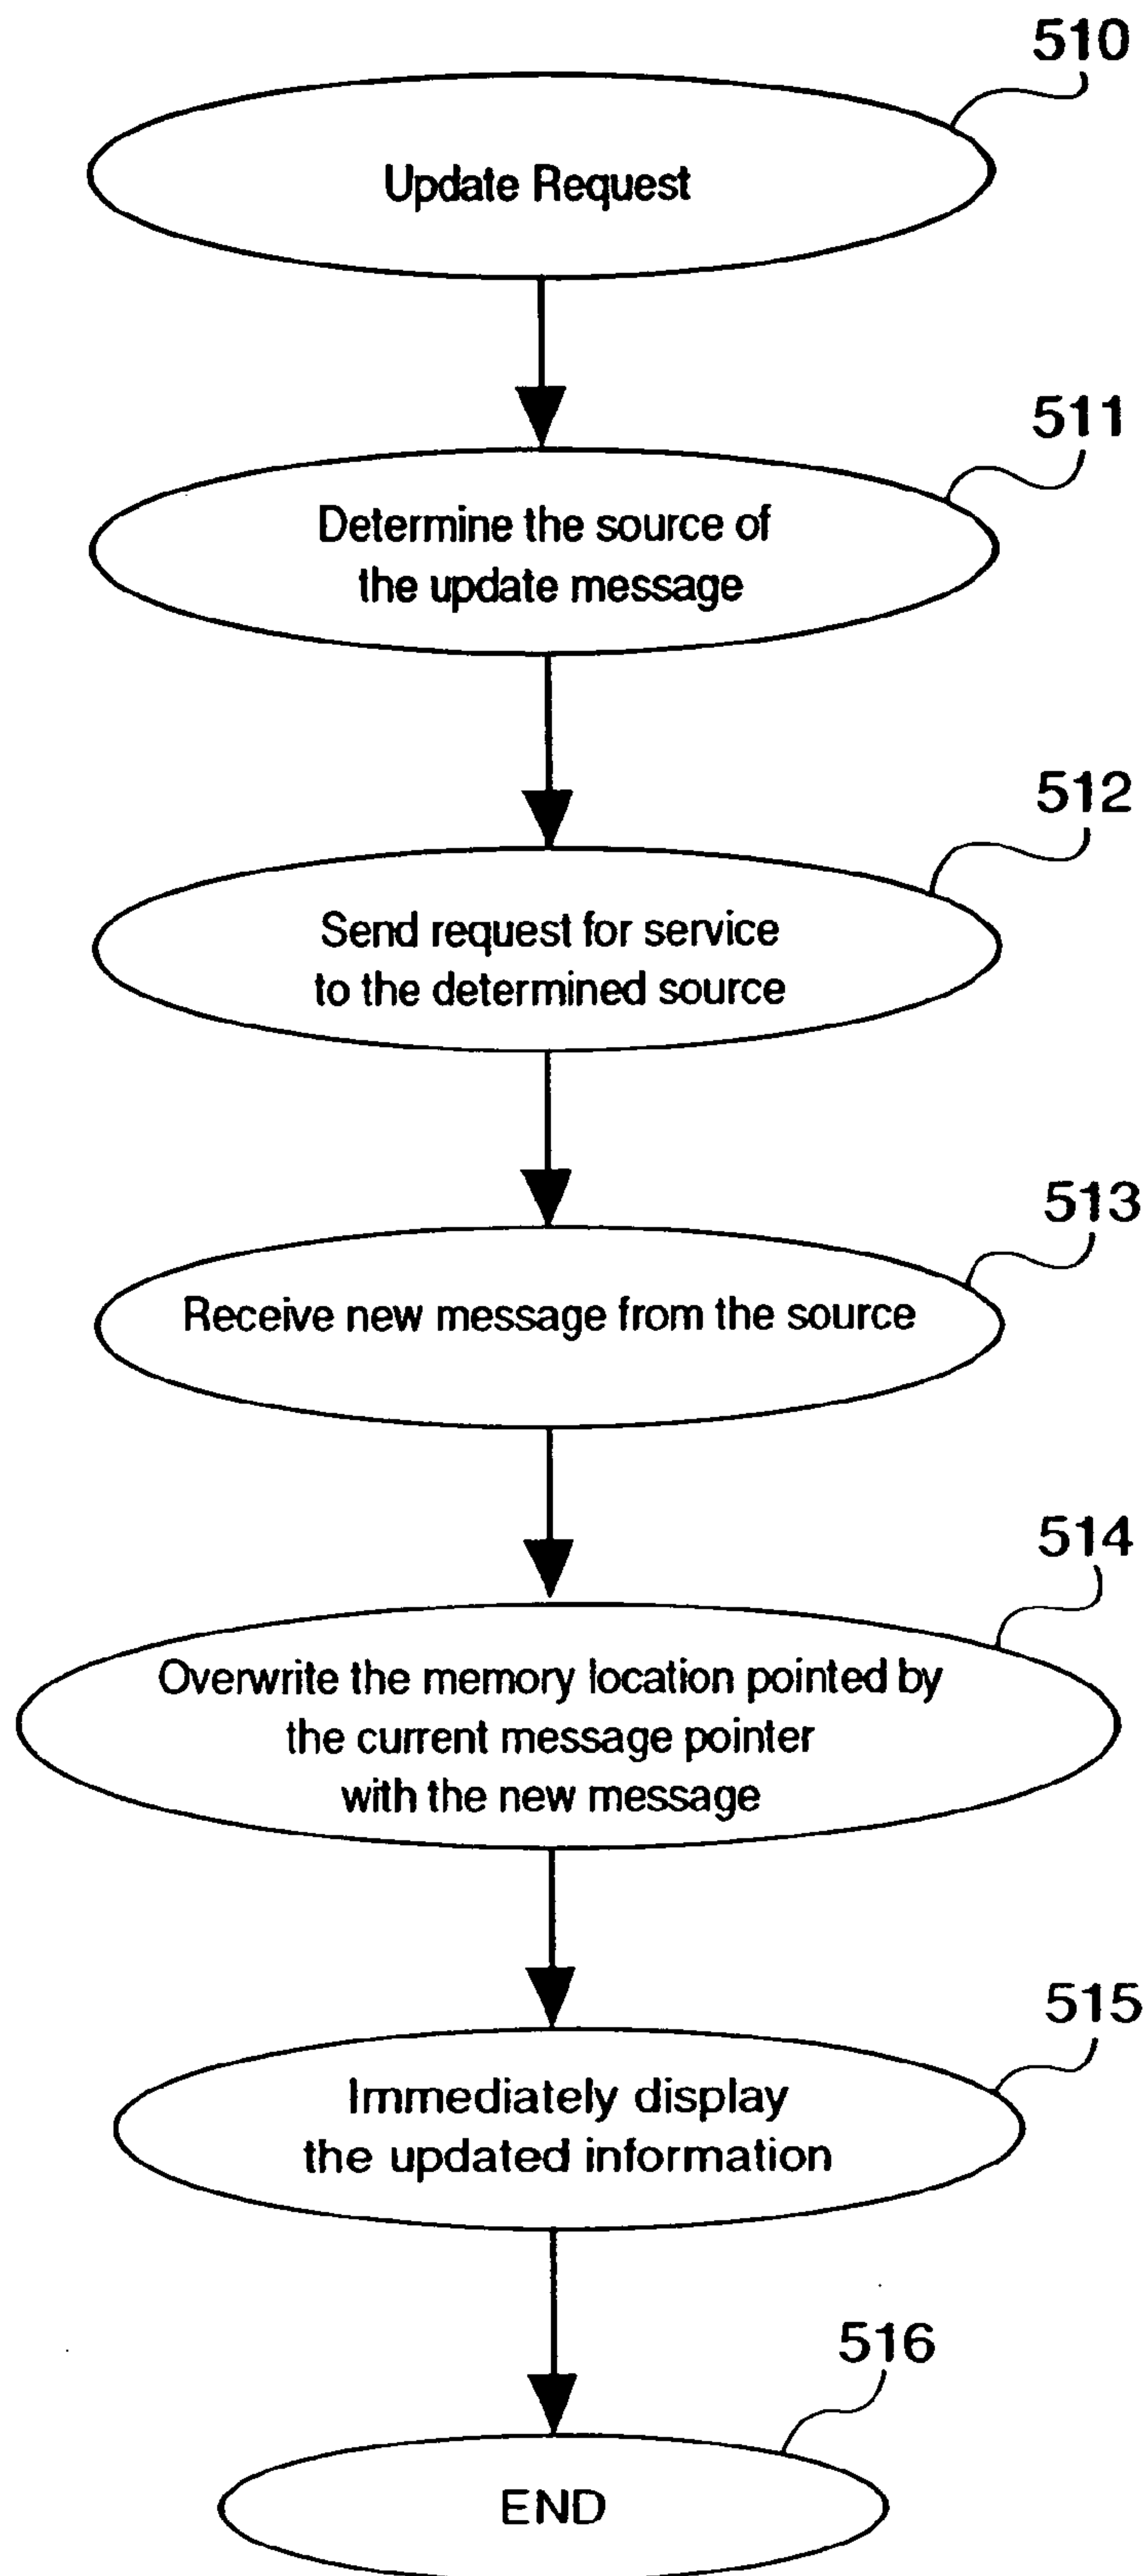 510
Update Request
511
Determine the source of
the update message
512
Send request for service
to the determined source
513
Receive new message from the source
514
Overwrite the memory location pointed by
the current message pointer
with the new message
515
Immediately display
the updated information
516
END